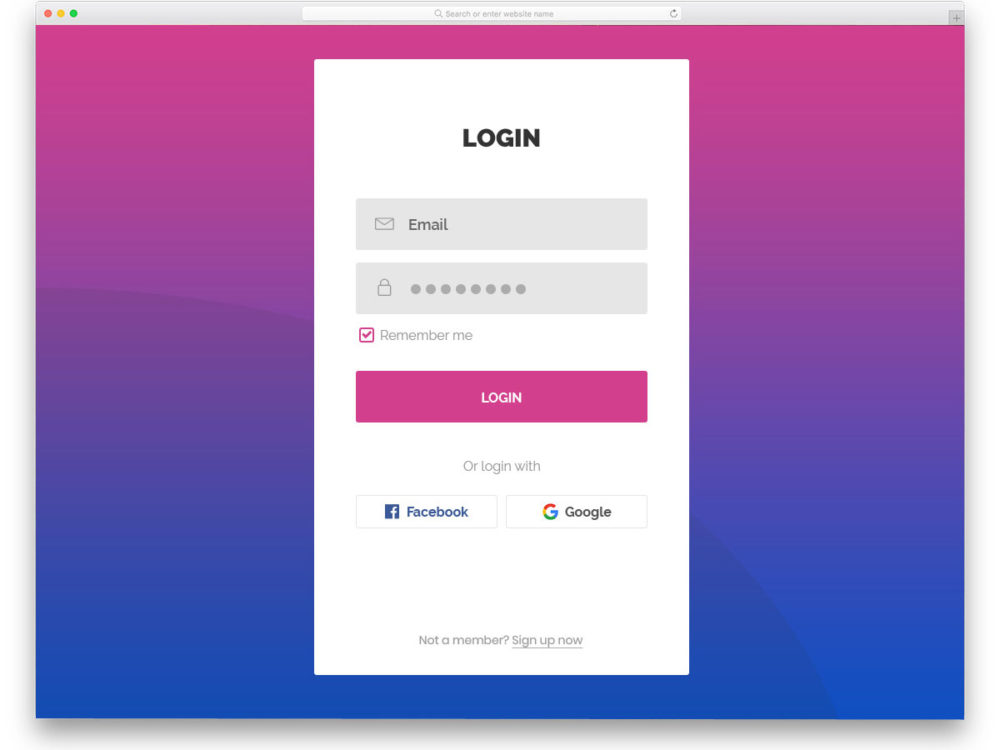 Search or enter website name
LOGIN
Email
Remember me
LOGIN
Or login with
Facebook
Google
Not a member? Sign up now